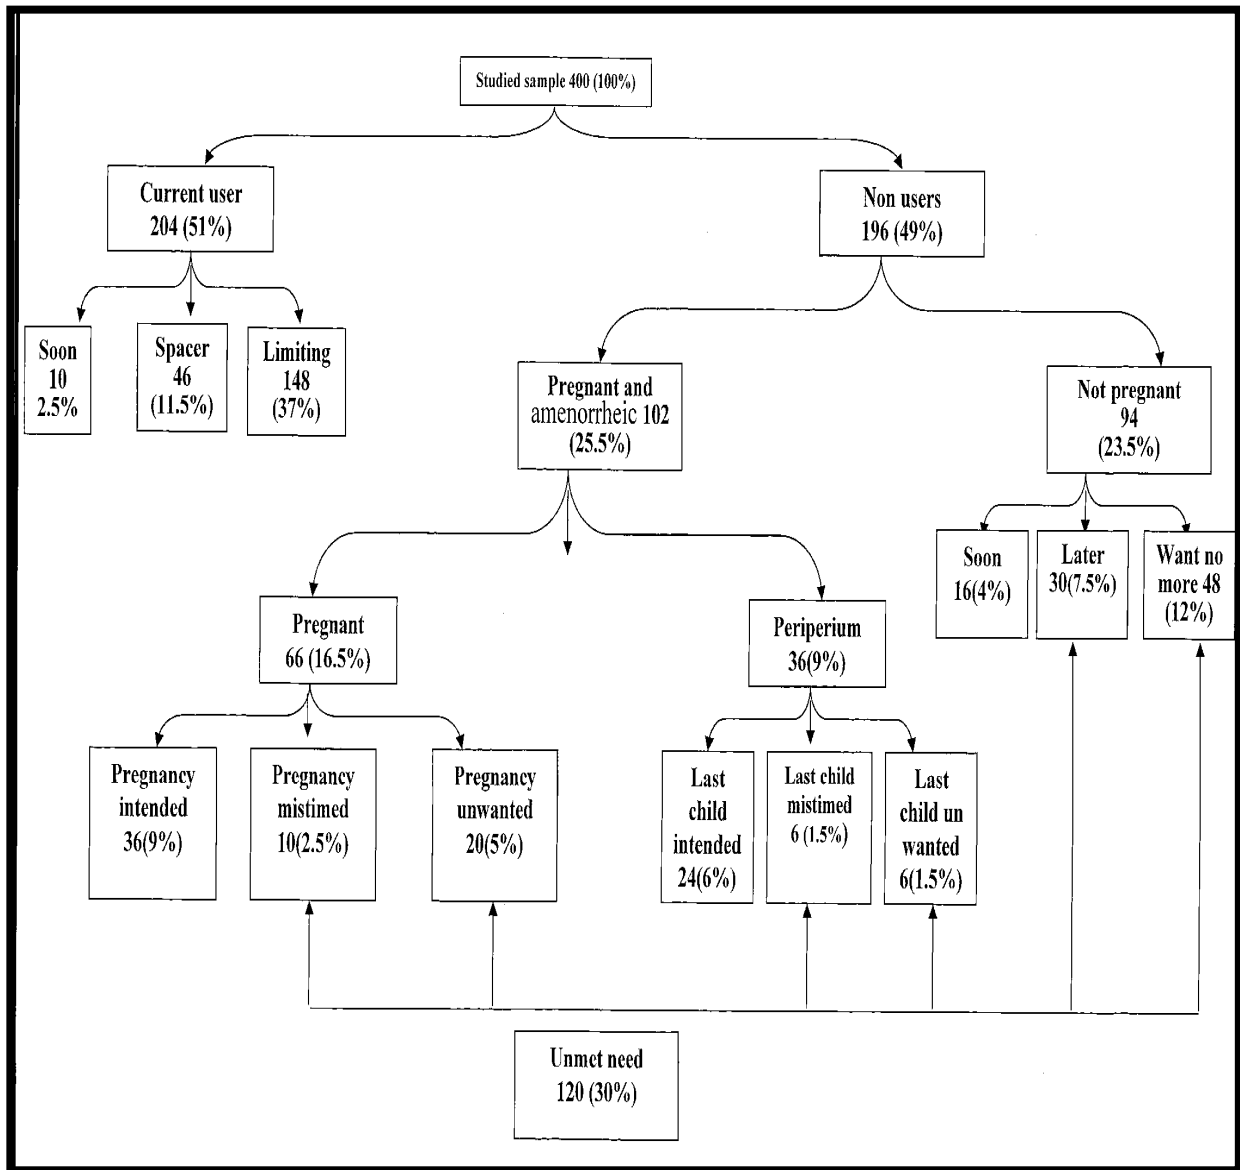 Studied sample 400 (100%)
Current user
204 (51%)
Non users
196 (49%)
Soon
10
2.5%
Spacer
46
(11.5%)
Limiting
148
(37%)
Pregnant and
amenorrheic 102
(25.5%)
Not pregnant
94
(23.5%)
Soon
16(4%)
Later
30(7.5%)
Want no
more 48
(12%)
Pregnant
66 (16.5%)
Periperium
36(9%)
Pregnancy
intended
36(9%)
Pregnancy
mistimed
10(2.5%)
Pregnancy
unwanted
20(5%)
Last
child
intended
24(6%)
Last child
mistimed
6 (1.5%)
Last
child un
wanted
6(1.5%)
Unmet need
120 (30%)